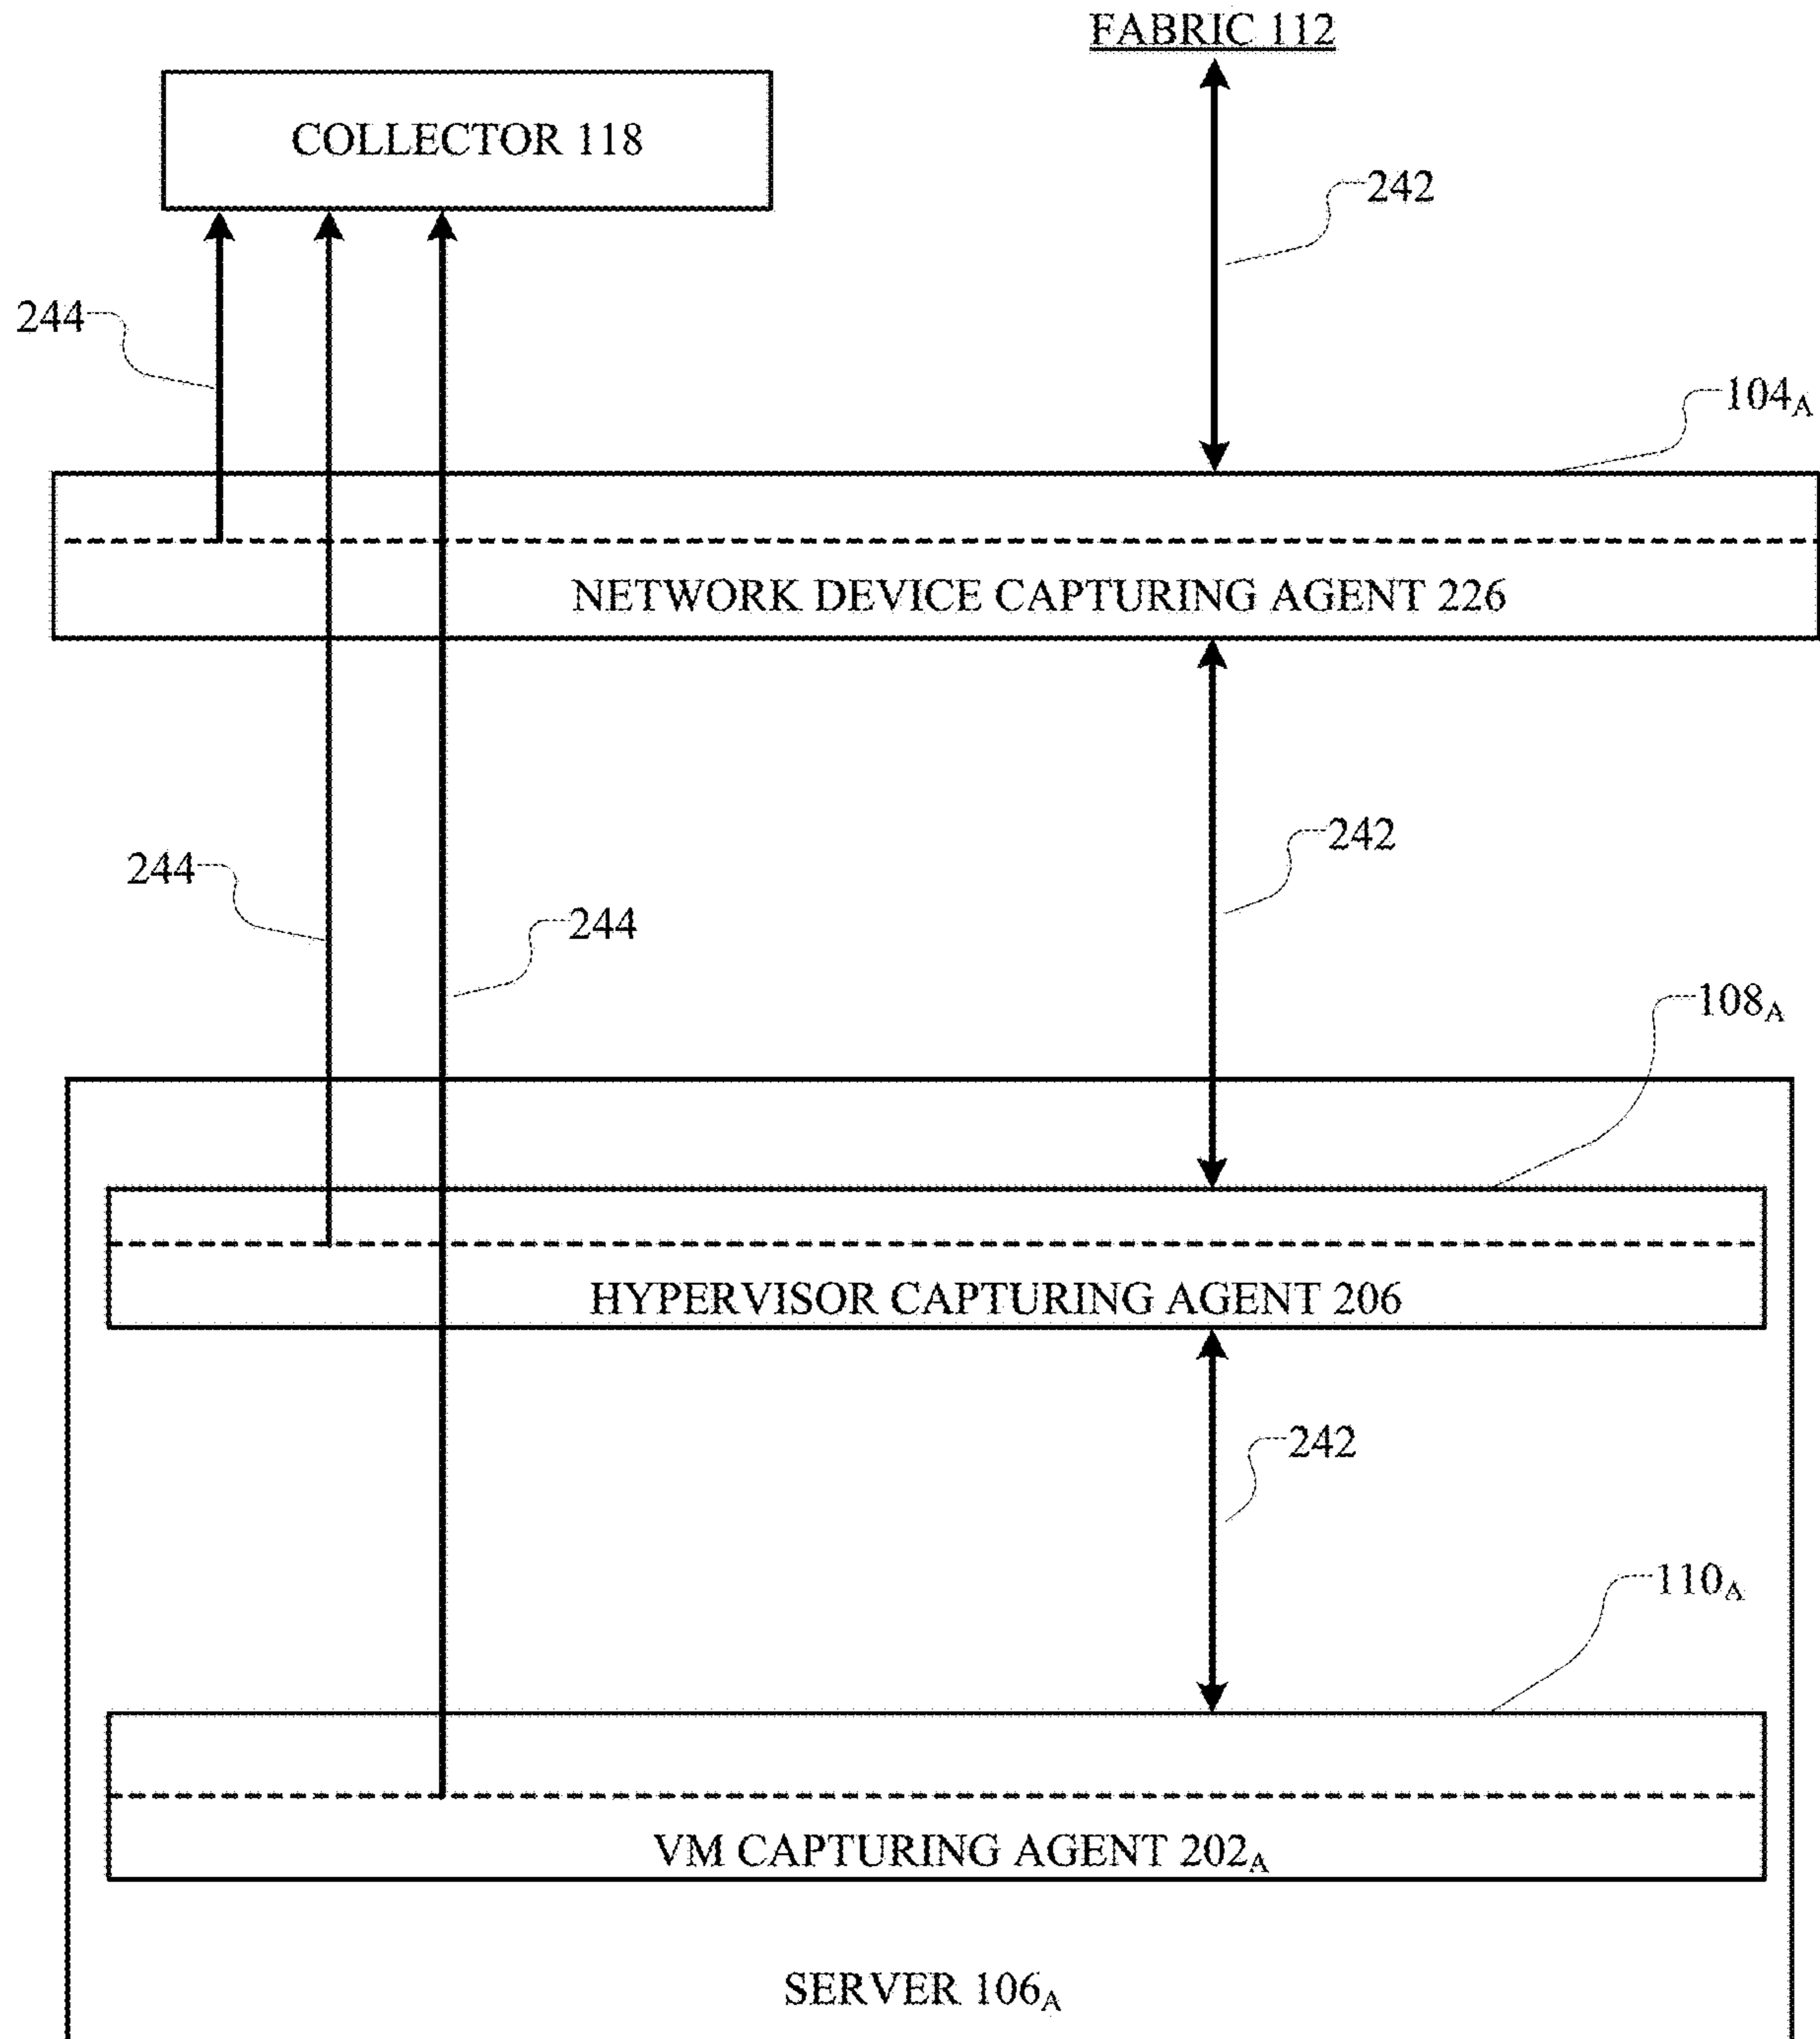 FABRIC 112
COLLECTOR 118
242
244
104A
NETWORK DEVICE CAPTURING AGENT 226
242
244
244
108A
HYPERVISOR CAPTURING AGENT 206
242
110A
VM CAPTURING AGENT 202A
SERVER 106A